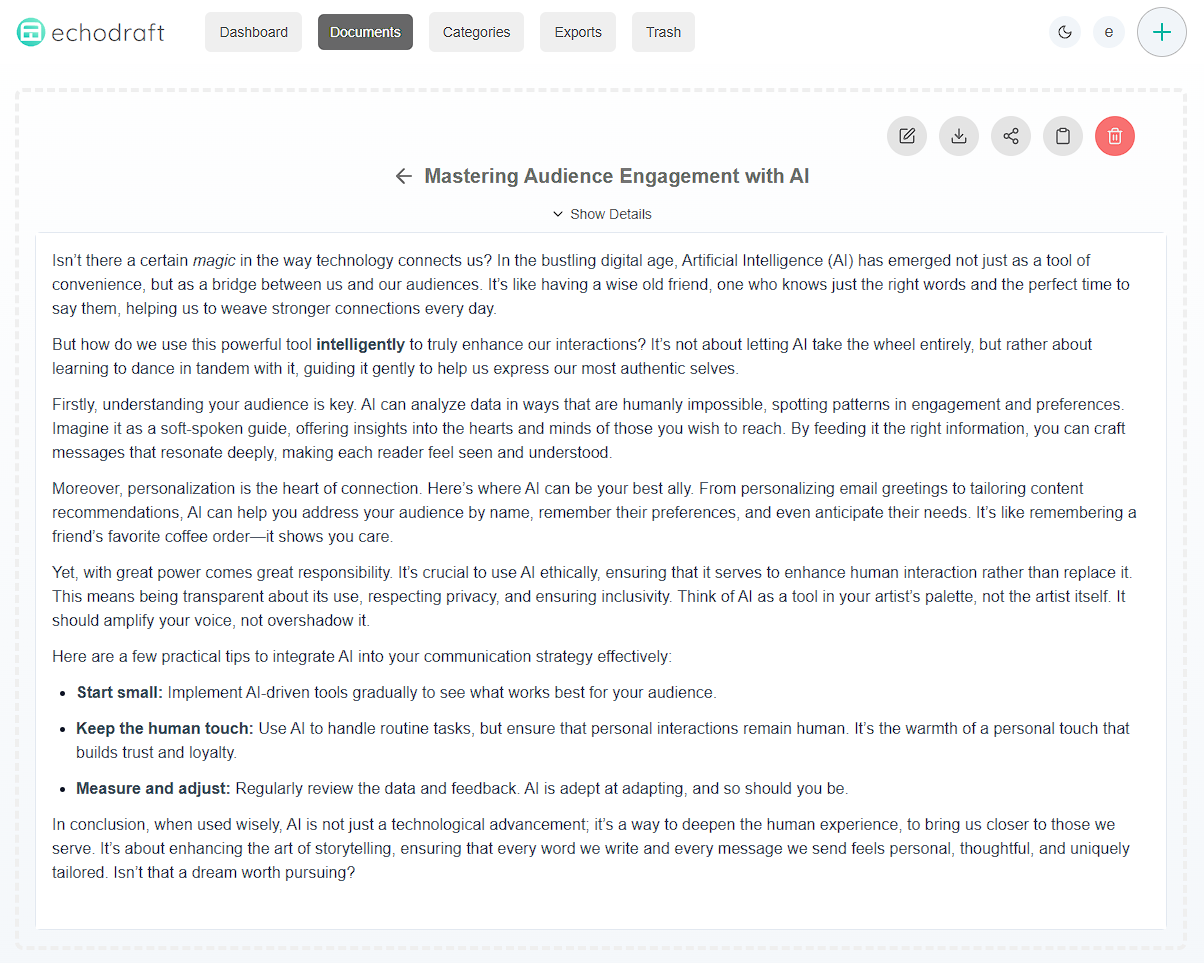 echodraft
Dashboard
Documents
Categories
Exports
Trash
e
Mastering Audience Engagement with AI
Show Details
Isn’t there a certain magic in the way technology connects us? In the bustling digital age, Artificial Intelligence (AI) has emerged not just as a tool of
convenience, but as a bridge between us and our audiences. It’s like having a wise old friend, one who knows just the right words and the perfect time to
say them, helping us to weave stronger connections every day.
But how do we use this powerful tool intelligently to truly enhance our interactions? It’s not about letting AI take the wheel entirely, but rather about
learning to dance in tandem with it, guiding it gently to help us express our most authentic selves.
Firstly, understanding your audience is key. AI can analyze data in ways that are humanly impossible, spotting patterns in engagement and preferences.
Imagine it as a soft-spoken guide, offering insights into the hearts and minds of those you wish to reach. By feeding it the right information, you can craft
messages that resonate deeply, making each reader feel seen and understood.
Moreover, personalization is the heart of connection. Here’s where AI can be your best ally. From personalizing email greetings to tailoring content
recommendations, AI can help you address your audience by name, remember their preferences, and even anticipate their needs. It’s like remembering a
friend’s favorite coffee order—it shows you care.
Yet, with great power comes great responsibility. It’s crucial to use AI ethically, ensuring that it serves to enhance human interaction rather than replace it.
This means being transparent about its use, respecting privacy, and ensuring inclusivity. Think of AI as a tool in your artist’s palette, not the artist itself. It
should amplify your voice, not overshadow it.
Here are a few practical tips to integrate AI into your communication strategy effectively:
• Start small: Implement AI-driven tools gradually to see what works best for your audience.
• Keep the human touch: Use AI to handle routine tasks, but ensure that personal interactions remain human. It’s the warmth of a personal touch that
builds trust and loyalty.
• Measure and adjust: Regularly review the data and feedback. AI is adept at adapting, and so should you be.
In conclusion, when used wisely, AI is not just a technological advancement; it’s a way to deepen the human experience, to bring us closer to those we
serve. It’s about enhancing the art of storytelling, ensuring that every word we write and every message we send feels personal, thoughtful, and uniquely
tailored. Isn’t that a dream worth pursuing?